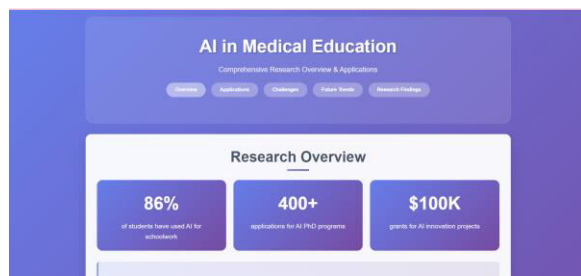 AI in Medical Education
Comprehensive Research Overview & Applications
Overview
Applications
Challenges
Future Trends
Research Findings
Research Overview
86%
of students have used AI for
schoolwork
400+
applications for AI PhD programs
$100K
grants for AI innovation projects